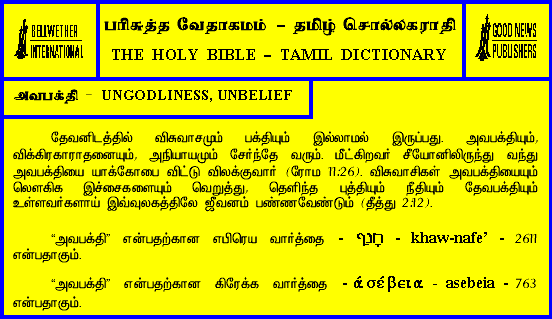 BELLWETHER
INTERNATIONAL
பரிசுத்த வேதாகமம் - தமிழ் சொல்லகராதி
THE HOLY BIBLE - TAMIL DICTIONARY
GOOD NEWS
PUBLISHERS
அவபக்தி - UNGODLINESS, UNBELIEF
தேவனிடத்தில் விசுவாசமும் பக்தியும் இல்லாமல் இருப்பது. அவபக்தியும்,
விக்கிரகாராதனையும், அநியாயமும் சேர்ந்தே வரும். மீட்கிறவர் சீயோனிலிருந்து வந்து
அவபக்தியை யாக்கோபை விட்டு விலக்குவார் (ரோம 11:26). விசுவாசிகள் அவபக்தியையும்
லௌகிக இச்சைகளையும் வெறுத்து, தெளிந்த புத்தியும் நீதியும் தேவபக்தியும்
உள்ளவர்களாய் இவ்வுலகத்திலே ஜீவனம் பண்ணவேண்டும் (தீத்து 2:12).
“அவபக்தி” என்பதற்கான எபிரெய வார்த்தை - חָנֵף - khaw-nafe’ - 2611
என்பதாகும்.
“அவபக்தி” என்பதற்கான கிரேக்க வார்த்தை - ἀσέβεια - asebeia - 763
என்பதாகும்.